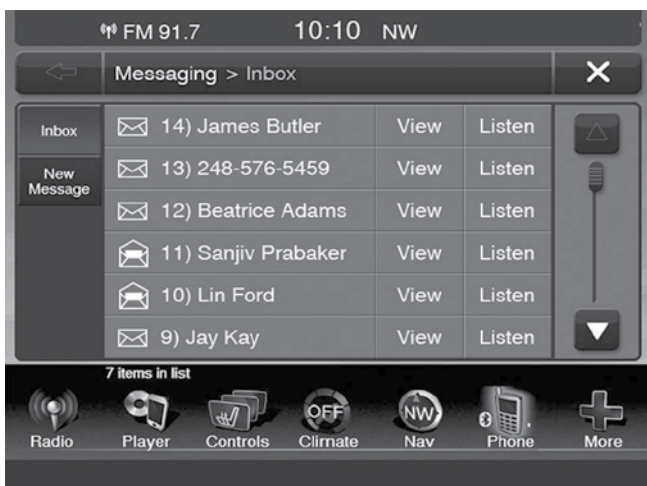 FM 91.7 10:10 NW
Messaging > Inbox
Inbox
New
Message
14) James Butler View Listen
13) 248-576-5459 View Listen
12) Beatrice Adams View Listen
11) Sanjiv Prabaker View Listen
10) Lin Ford View Listen
9) Jay Kay View Listen
7 items in list
OFF NW
Radio Player Controls Climate Nav Phone More